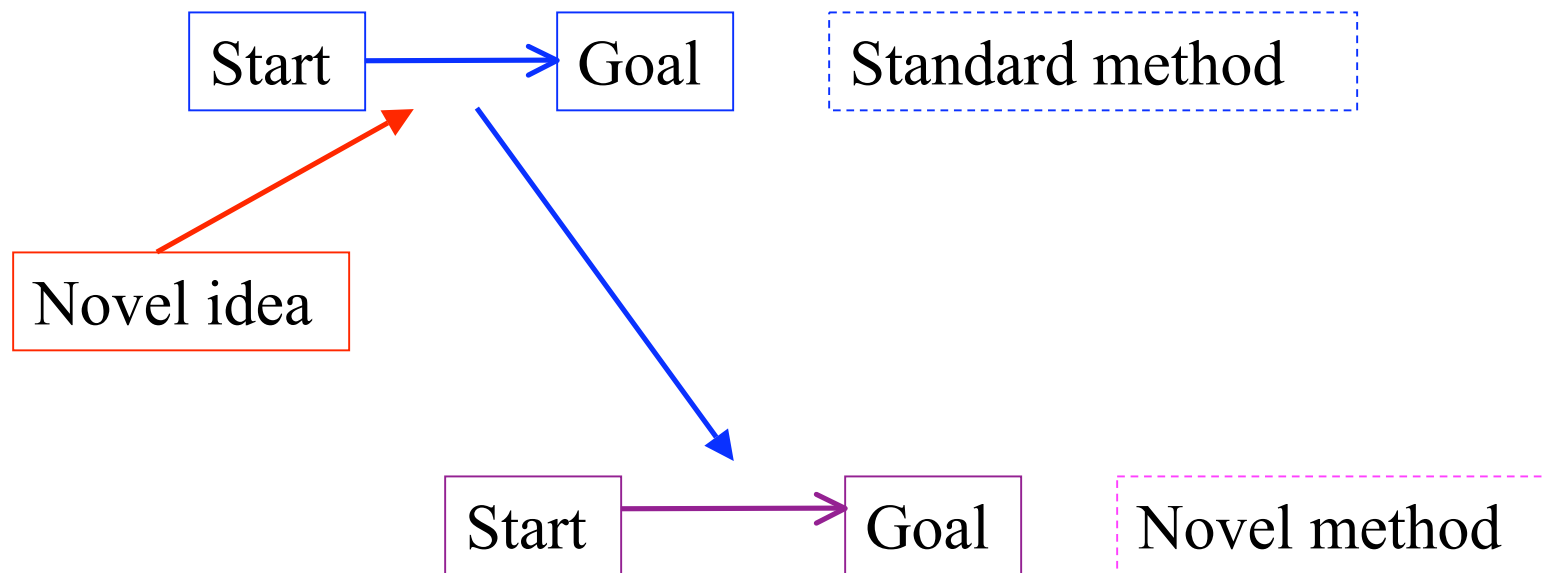 Start
Goal
Standard method
Novel idea
Start
Goal
Novel method